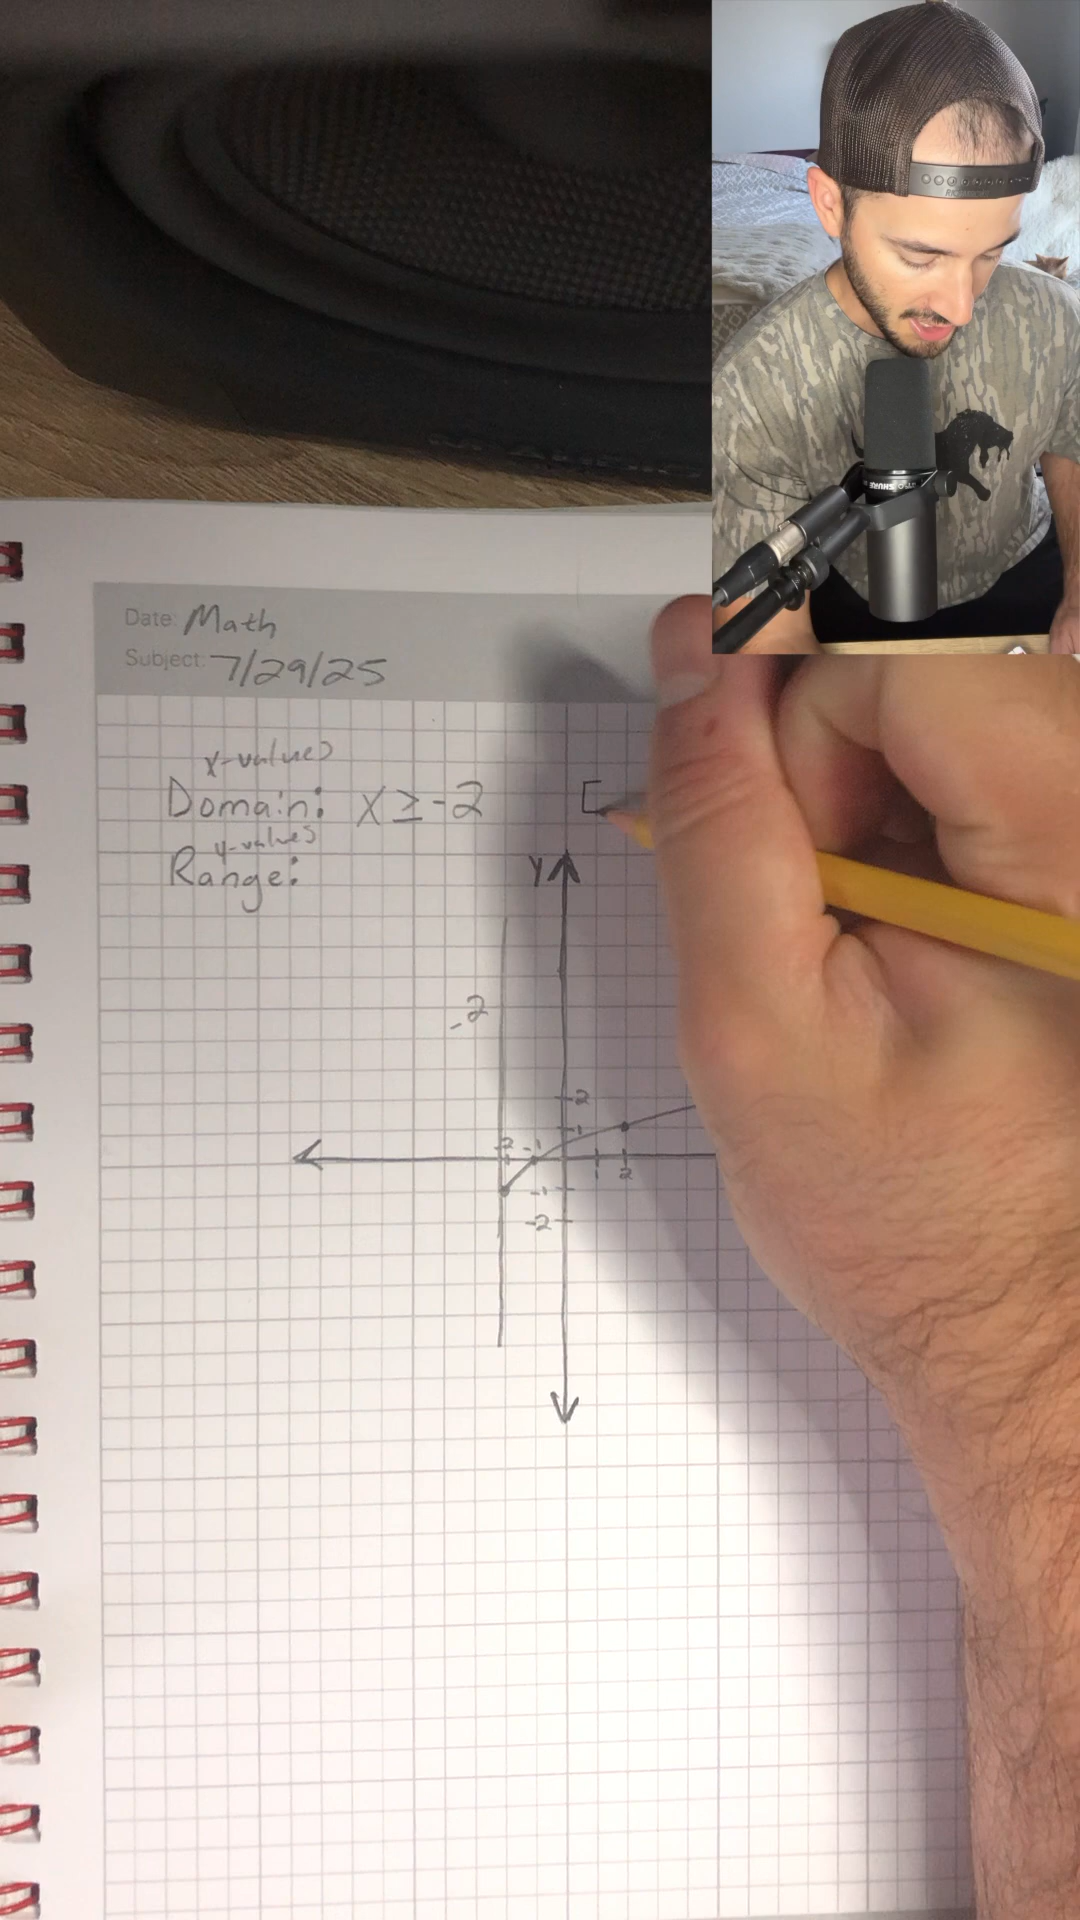 Date: Math
Subject: 7/29/25
x-values
Domain: x ≥ -2 [
y-values
Range:
Y
-2
2
1
-2 -1
2
-1
-2
SHURE